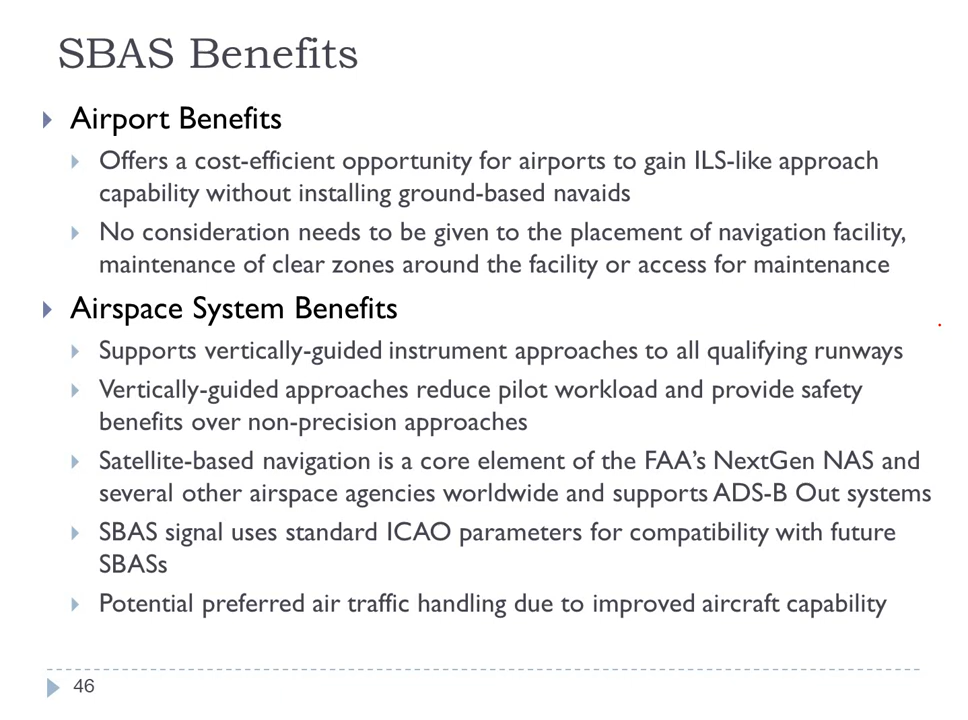 SBAS Benefits
Airport Benefits
Offers a cost-efficient opportunity for airports to gain ILS-like approach
capability without installing ground-based navaids
No consideration needs to be given to the placement of navigation facility,
maintenance of clear zones around the facility or access for maintenance
Airspace System Benefits
Supports vertically-guided instrument approaches to all qualifying runways
Vertically-guided approaches reduce pilot workload and provide safety
benefits over non-precision approaches
Satellite-based navigation is a core element of the FAA’s NextGen NAS and
several other airspace agencies worldwide and supports ADS-B Out systems
SBAS signal uses standard ICAO parameters for compatibility with future
SBASs
Potential preferred air traffic handling due to improved aircraft capability
46